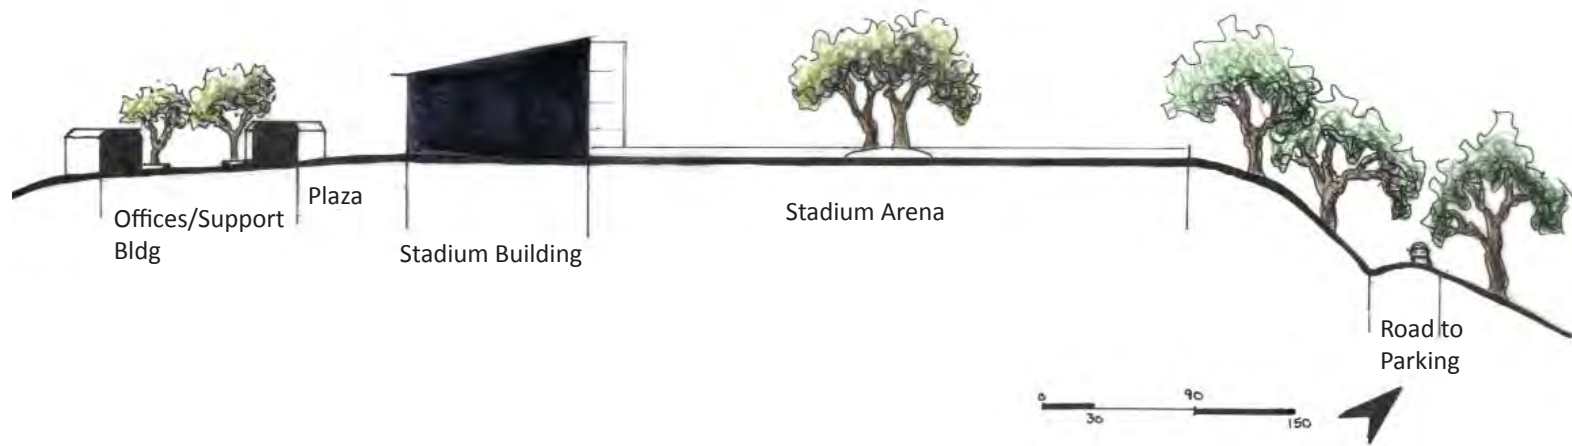 Offices/Support
Bldg
Plaza
Stadium Building
Stadium Arena
Road to
Parking
0
30
90
150